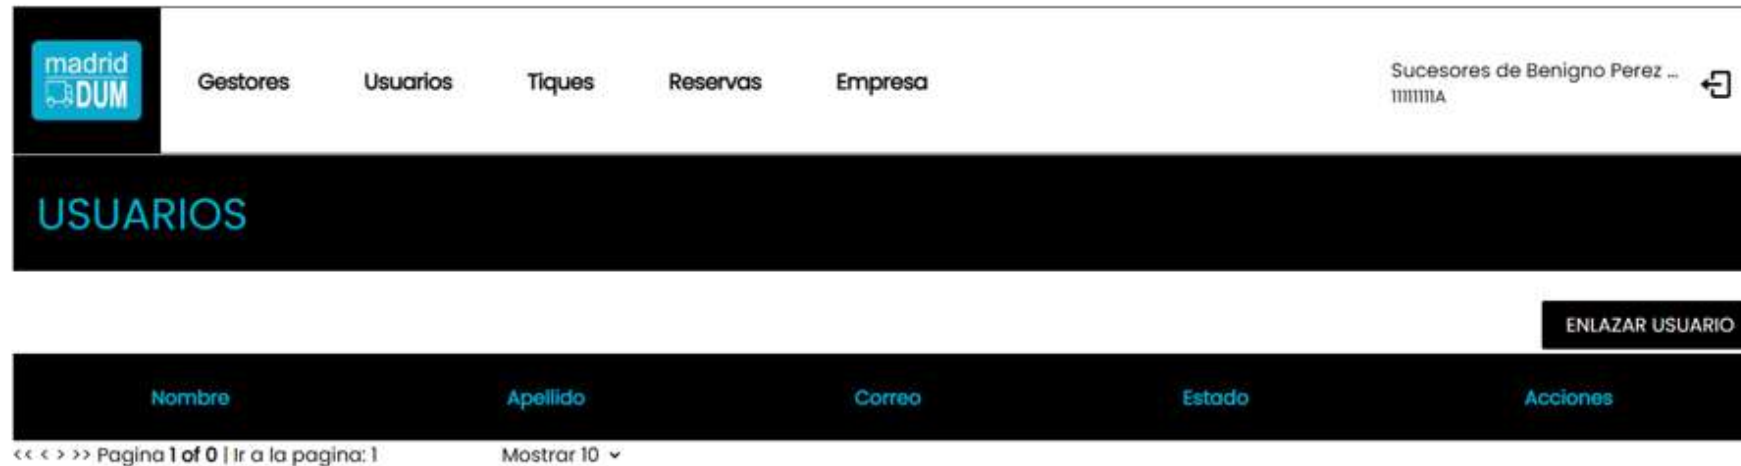 madrid
DUM
Gestores Usuarios Tiques Reservas Empresa
Sucesores de Benigno Perez ...
11111111A
USUARIOS
ENLAZAR USUARIO
Nombre Apellido Correo Estado Acciones
<< < > >> Pagina 1 of 0 | Ir a la pagina: 1 Mostrar 10